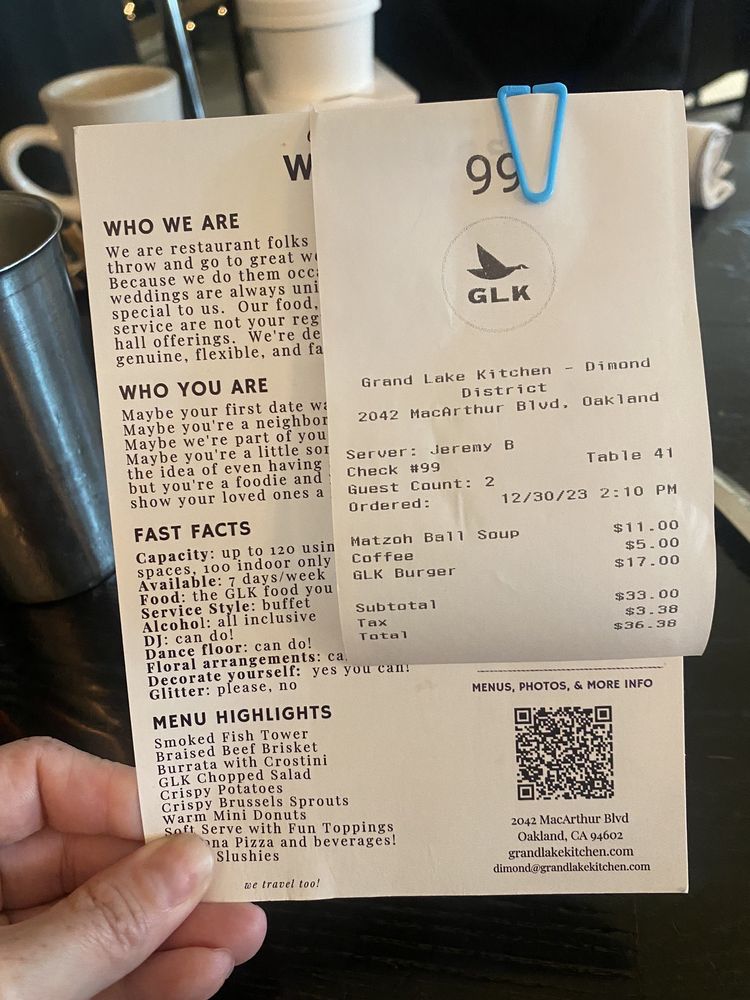 W
WHO WE ARE
We are restaurant folks
throw and go to great
Because we do them
weddings are always
special to us. Our food,
service are not your
hall offerings. We're
genuine, flexible, and
WHO YOU ARE
Maybe your first date
Maybe you're a
Maybe we're part of
Maybe you're a little
the idea of even having
but you're a foodie and
show your loved ones a
FAST FACTS
Capacity: up to 120
spaces, 100 indoor only
Available: 7 days/week
Food: the GLK food you
Service Style: buffet
Alcohol: all inclusive
DJ: can do!
Dance floor: can do!
Floral arrangements:
Decorate yourself: yes you can!
Glitter: please, no
MENU HIGHLIGHTS
Smoked Fish Tower
Braised Beef Brisket
Burrata with Crostini
GLK Chopped Salad
Crispy Potatoes
Crispy Brussels Sprouts
Warm Mini Donuts
Soft Serve with Fun Toppings
Pizza and beverages!
Slushies
we travel too!
99
GLK
Grand Lake Kitchen - Dimond
District
2042 MacArthur Blvd, Oakland
Server: Jeremy B
Check #99 Table 41
Guest Count: 2
Ordered: 12/30/23 2:10 PM
Matzoh Ball Soup $11.00
Coffee $5.00
GLK Burger $17.00
Subtotal $33.00
Tax $3.38
Total $36.38
MENUS, PHOTOS, & MORE INFO
2042 MacArthur Blvd
Oakland, CA 94602
grandlakekitchen.com
dimond@grandlakekitchen.com